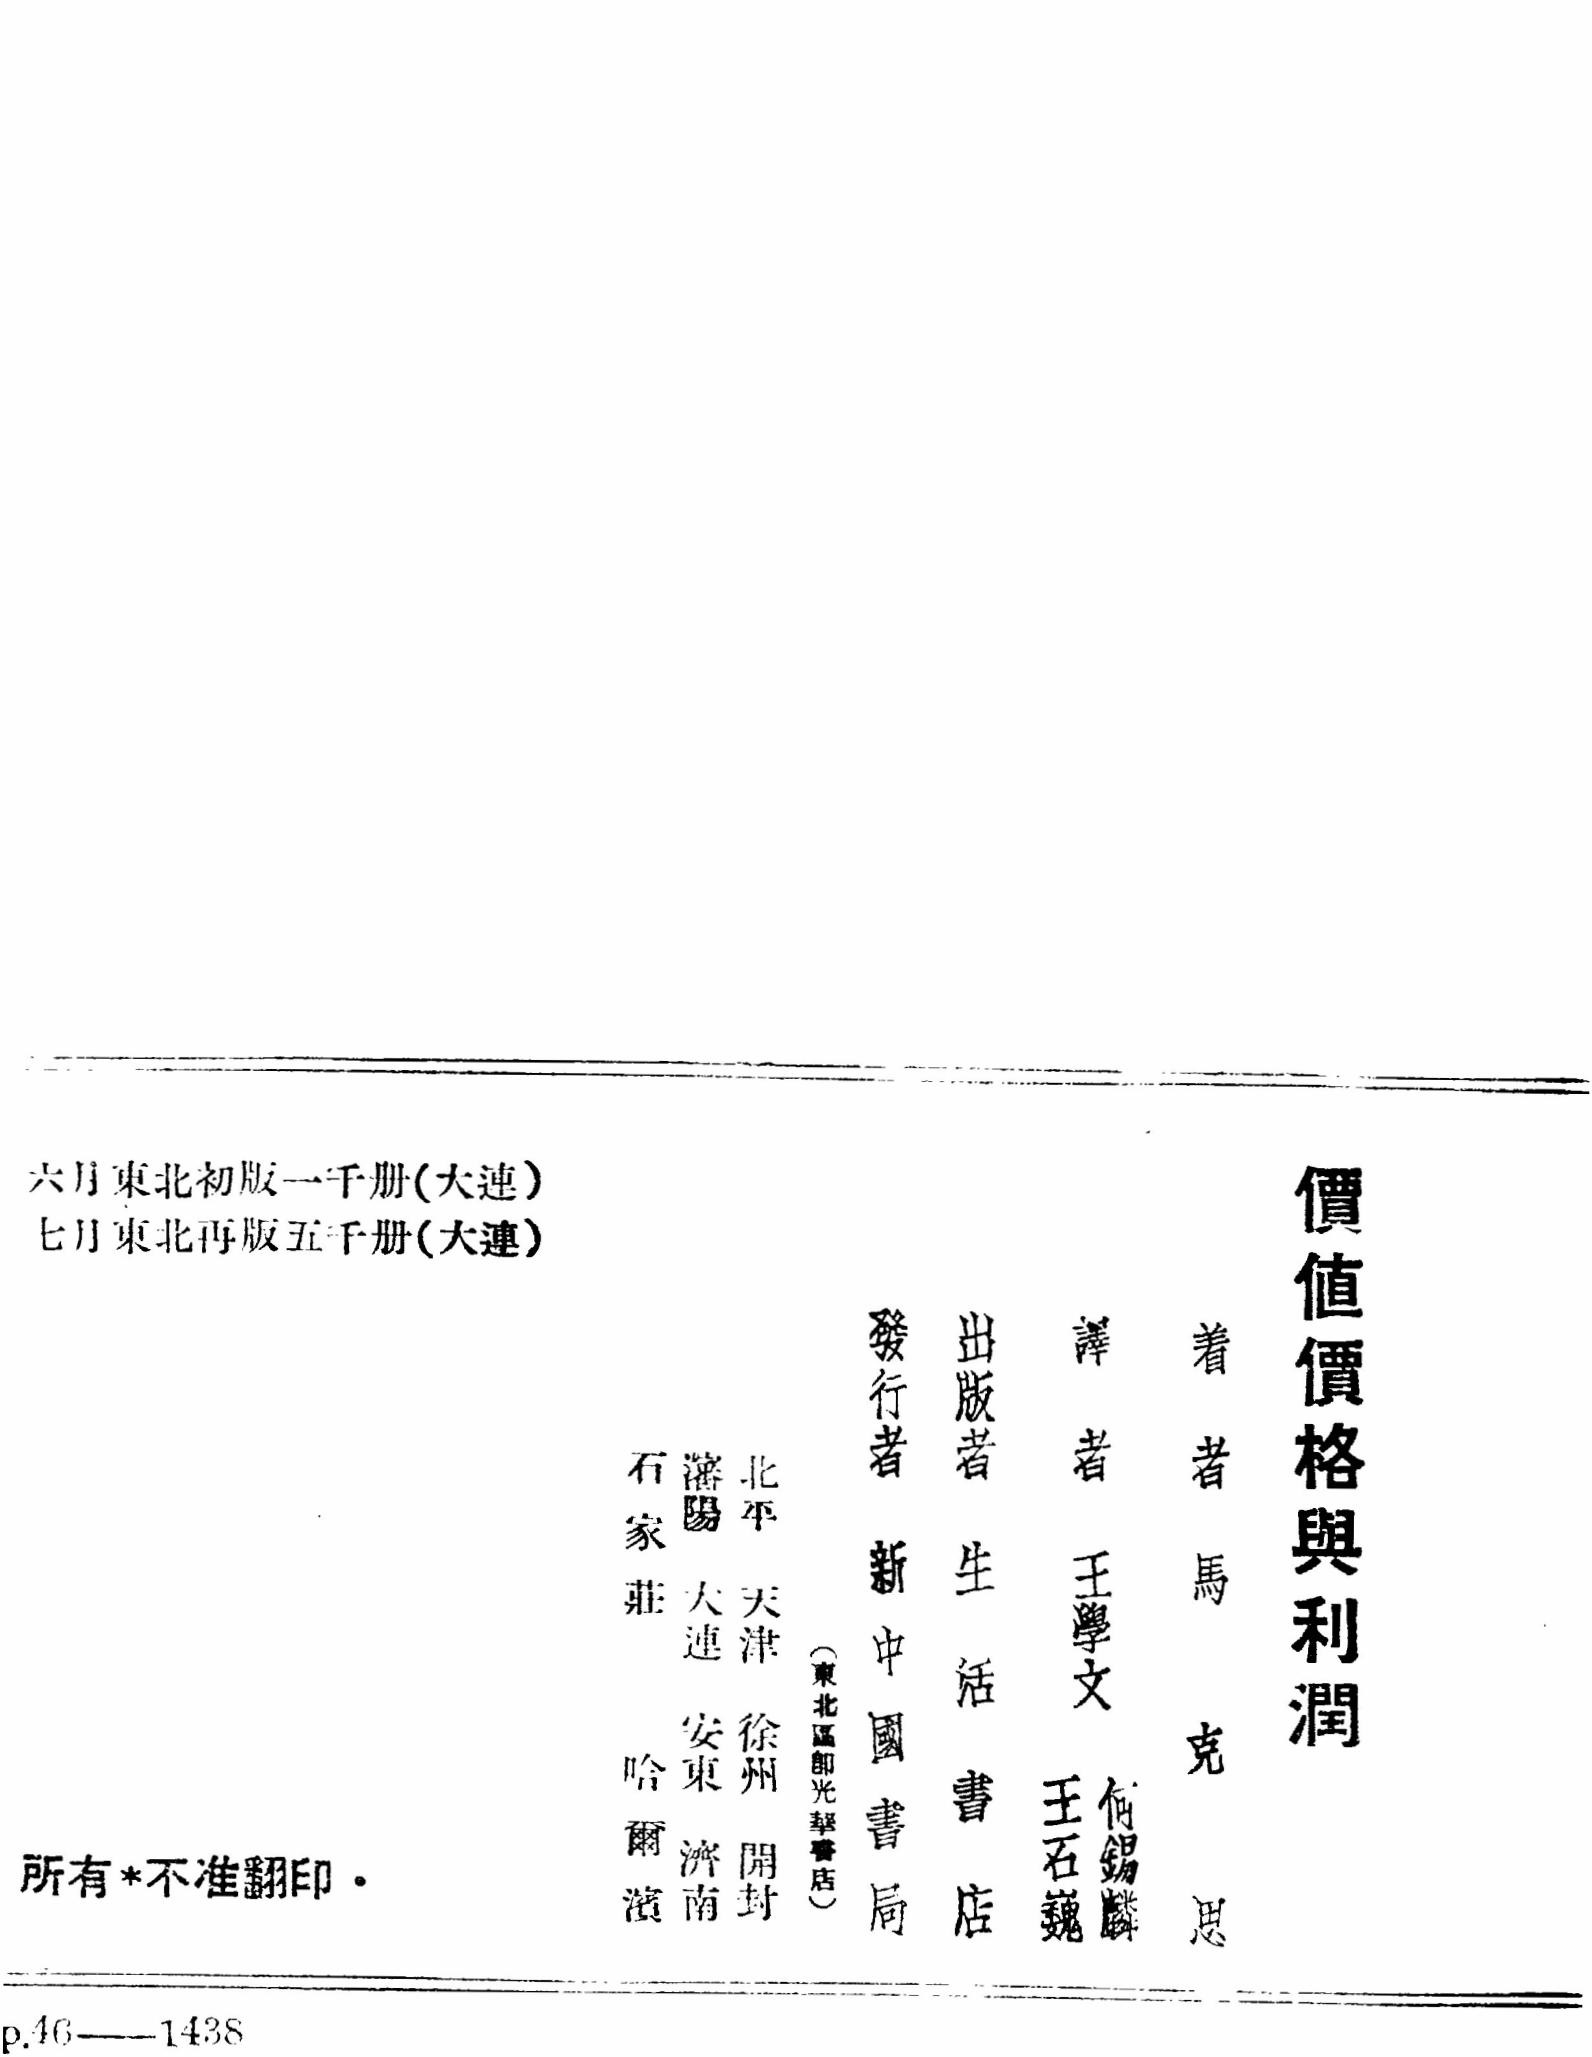 價值價格與利潤
着者馬克思
譯者王學文
何錫麟
王石巍
出版者生活書店
發行者新中國書局
(東北區卽光華書店)
北平 天津 徐州 開封
瀋陽 大連 安東 濟南
石家莊 哈爾濱
六月東北初版一千册(大連)
七月東北再版五千册(大連)
所有*不准翻印．
p.46——1438